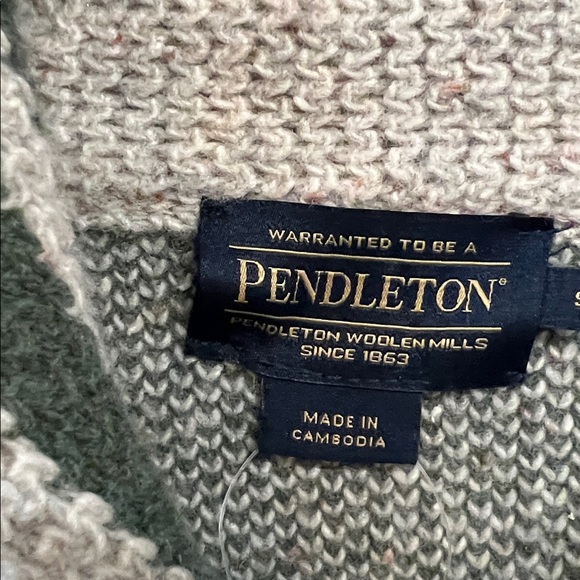 WARRANTED TO BE A
PENDLETON®
PENDLETON WOOLEN MILLS
SINCE 1863
MADE IN
CAMBODIA